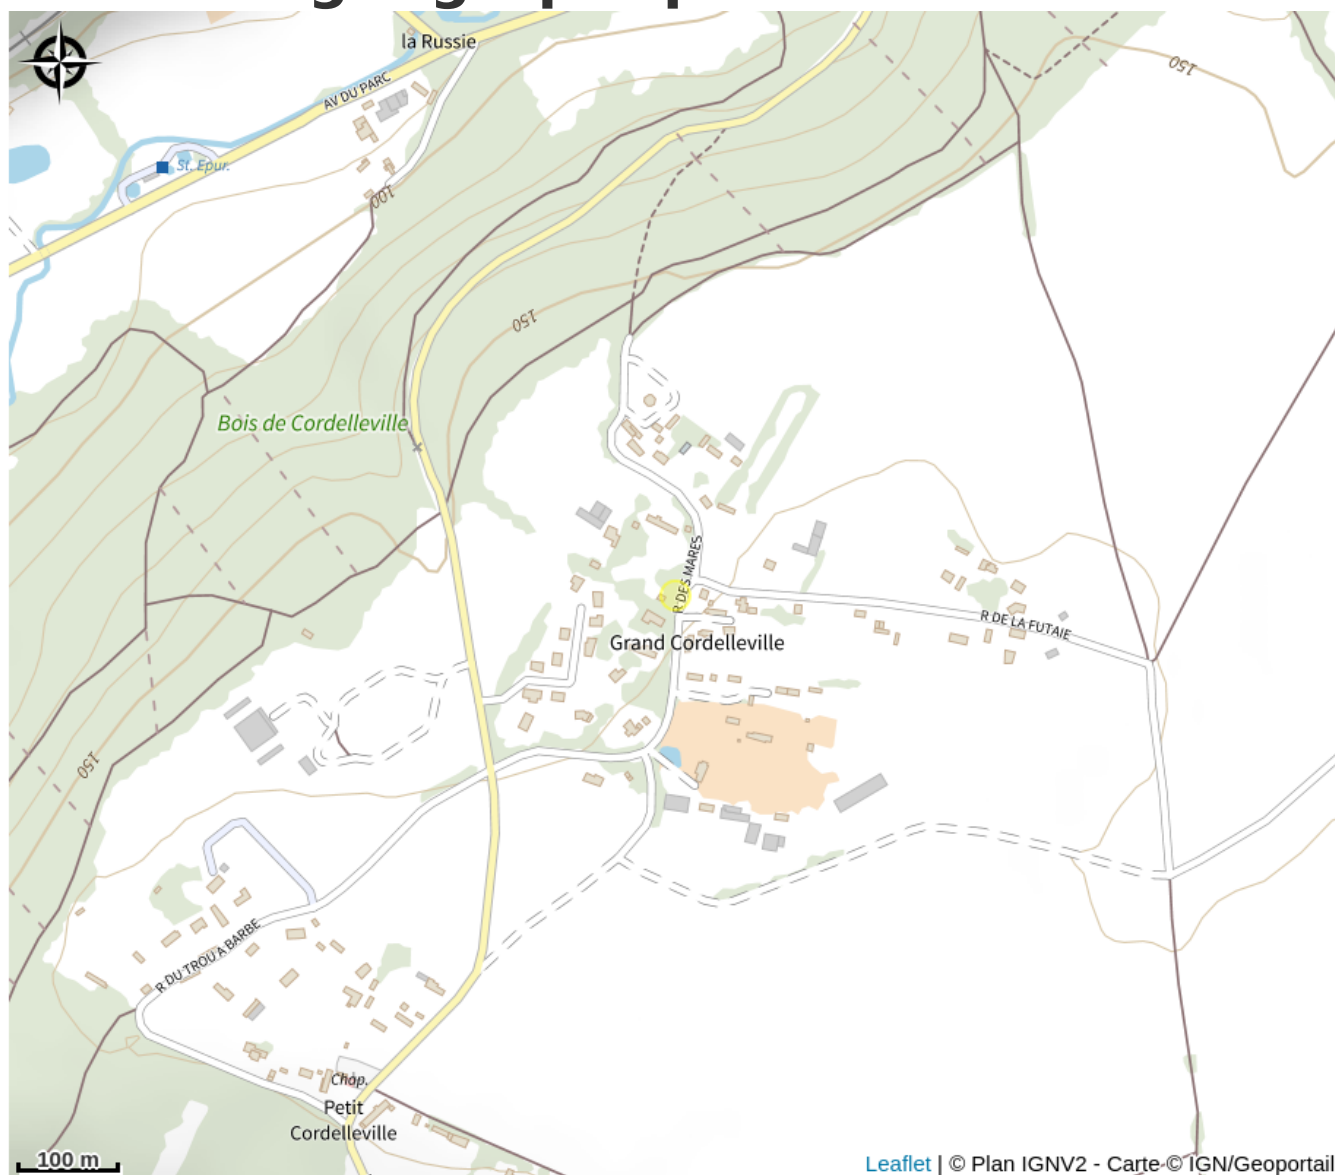 la Russie
150
AV DU PARC
St. Epur.
100
150
Bois de Cordelleville
R DES MARES
R DE LA FUTAIE
Grand Cordelleville
150
R DU TROU A BARBE
Chap.
Petit
Cordelleville
100 m
Leaflet | © Plan IGNV2 - Carte © IGN/Geoportail